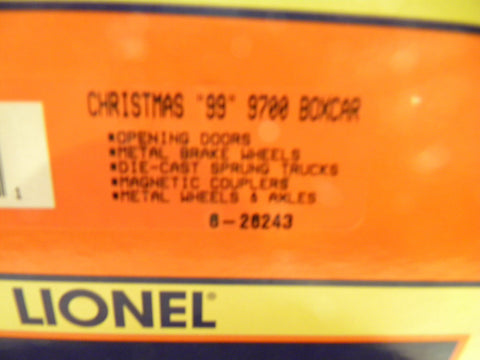 CHRISTMAS "99" 9700 BOXCAR
■OPENING DOORS
■METAL BRAKE WHEELS
■DIE-CAST SPRUNG TRUCKS
■MAGNETIC COUPLERS
■METAL WHEELS & AXLES
6-26243
1
LIONEL®